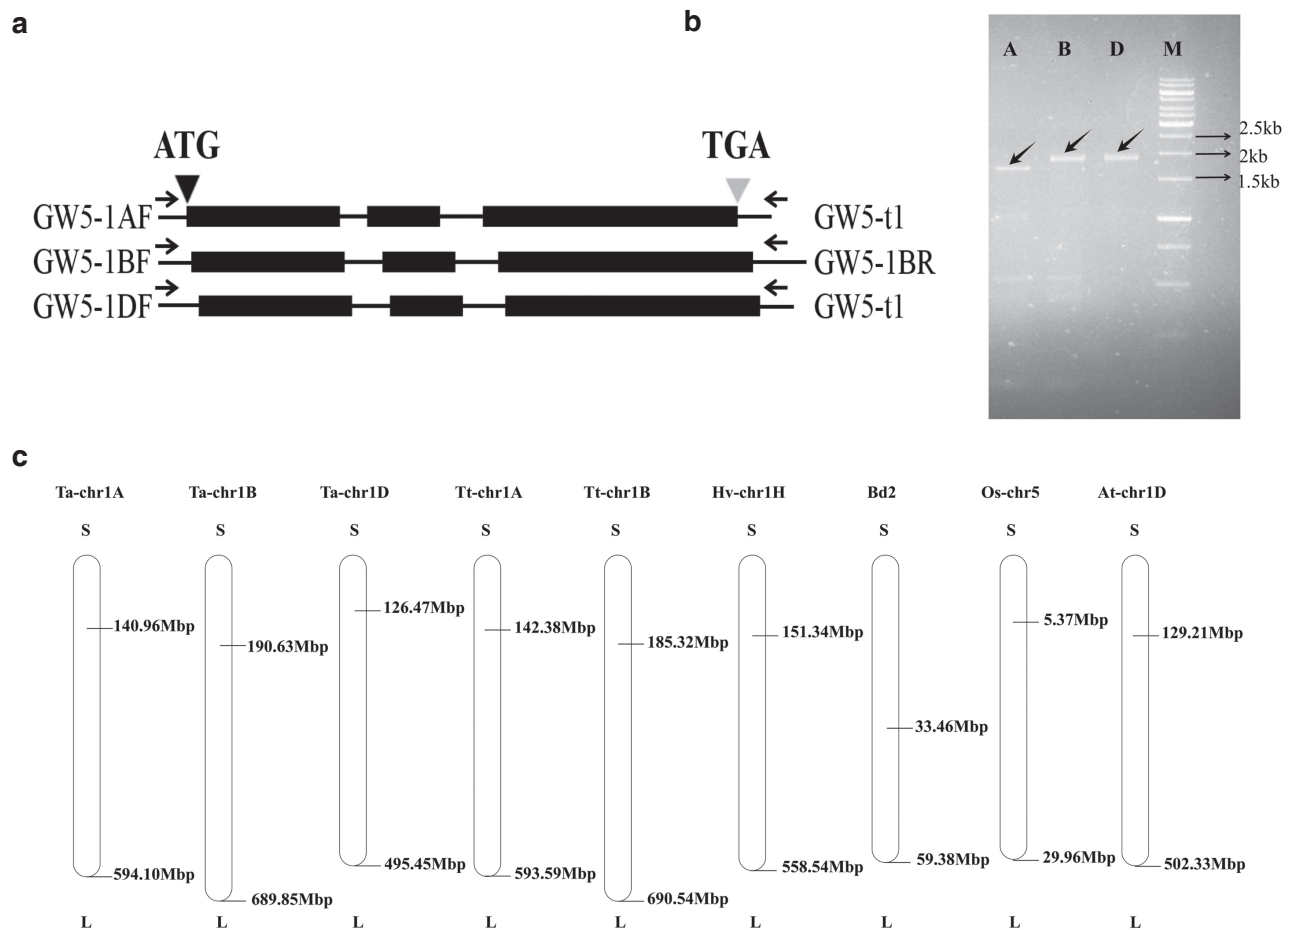 a
ATG TGA
GW5-1AF GW5-t1
GW5-1BF GW5-1BR
GW5-1DF GW5-t1
b
A B D M
2.5kb
2kb
1.5kb
c
Ta-chr1A Ta-chr1B Ta-chr1D Tt-chr1A Tt-chr1B Hv-chr1H Bd2 Os-chr5 At-chr1D
S S S S S S S S S
140.96Mbp 190.63Mbp 126.47Mbp 142.38Mbp 185.32Mbp 151.34Mbp 33.46Mbp 5.37Mbp 129.21Mbp
594.10Mbp 689.85Mbp 495.45Mbp 593.59Mbp 690.54Mbp 558.54Mbp 59.38Mbp 29.96Mbp 502.33Mbp
L L L L L L L L L